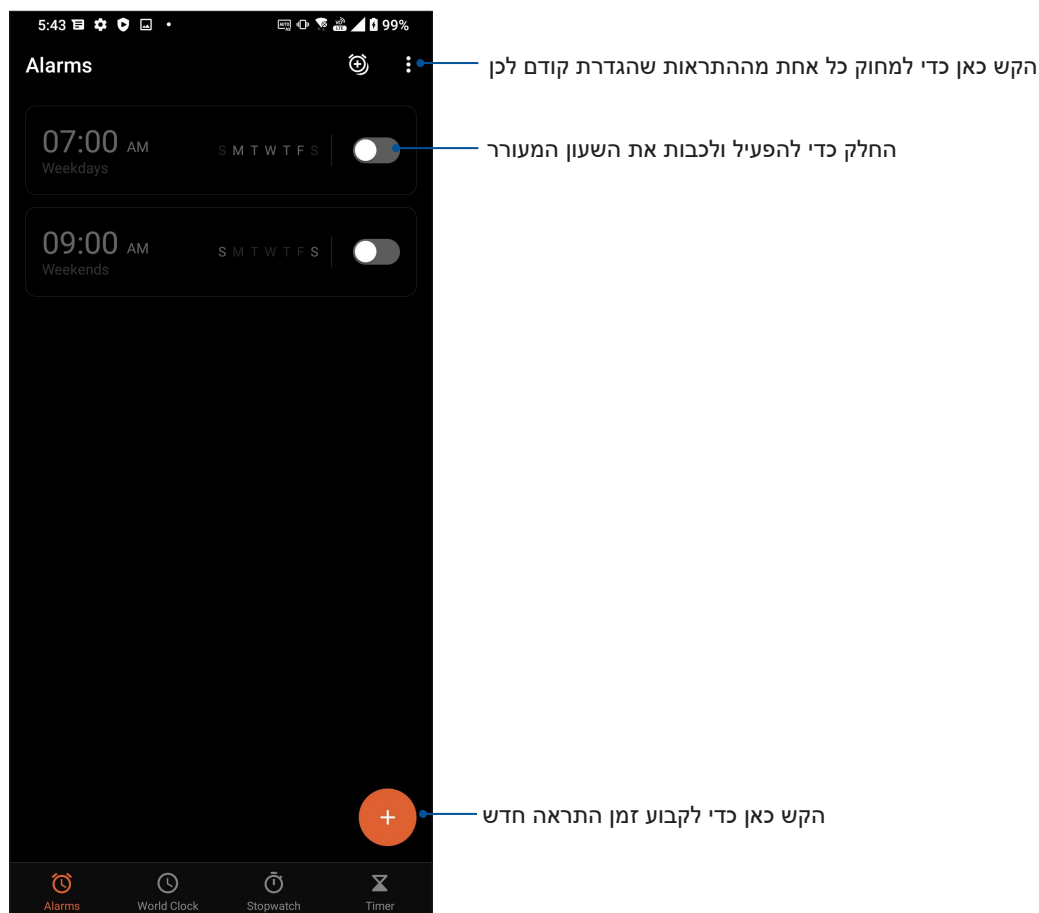 5:43 99%
Alarms
הקש כאן כדי למחוק כל אחת מההתראות שהגדרת קודם לכן
07:00 AM S M T W T F S
Weekdays
החלק כדי להפעיל ולכבות את השעון המעורר
09:00 AM S M T W T F S
Weekends
+
הקש כאן כדי לקבוע זמן התראה חדש
Alarms World Clock Stopwatch Timer